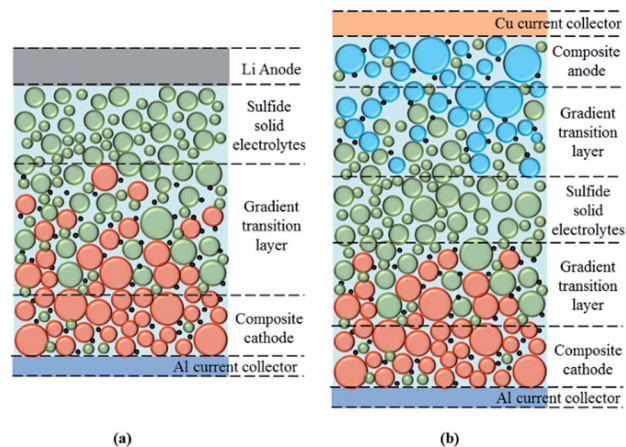 Li Anode
Sulfide
solid
electrolytes
Gradient
transition
layer
Composite
cathode
Al current collector
(a)
Cu current collector
Composite
anode
Gradient
transition
layer
Sulfide
solid
electrolytes
Gradient
transition
layer
Composite
cathode
Al current collector
(b)